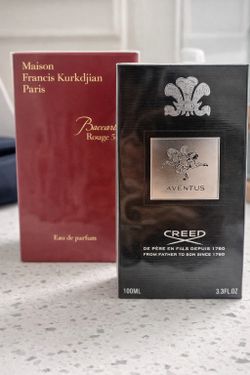 Maison
Francis Kurkdjian
Paris
Baccarat
Rouge 5
Eau de parfum
AVENTUS
CREED
DE PÈRE EN FILS DEPUIS 1760
FROM FATHER TO SON SINCE 1760
100ML 3.3FL.OZ